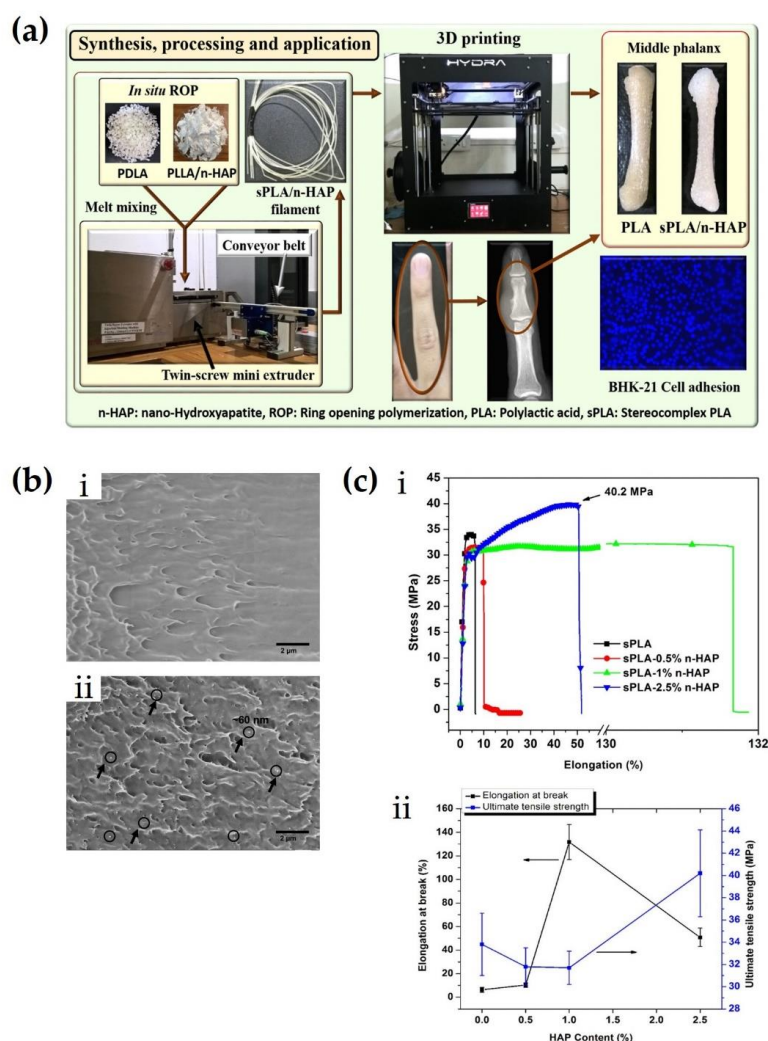 (a)
Synthesis, processing and application
3D printing
Middle phalanx
In situ ROP
HYDRA
PDLA
PLLA/n-HAP
sPLA/n-HAP
filament
Melt mixing
Conveyor belt
PLA
sPLA/n-HAP
Twin-screw mini extruder
BHK-21 Cell adhesion
n-HAP: nano-Hydroxyapatite, ROP: Ring opening polymerization, PLA: Polylactic acid, sPLA: Stereocomplex PLA
(b)
i
2 μm
ii
~60 nm
2 μm
(c)
i
45
40
35
30
25
20
15
10
5
0
Stress (MPa)
40.2 MPa
sPLA
sPLA-0.5% n-HAP
sPLA-1% n-HAP
sPLA-2.5% n-HAP
0 10 20 30 40 50 60 130 132
Elongation (%)
ii
Elongation at break
Ultimate tensile strength
160
140
120
100
80
60
40
20
0
Elongation at break (%)
46
44
42
40
38
36
34
32
30
28
Ultimate tensile strength (MPa)
0.0 0.5 1.0 1.5 2.0 2.5
HAP Content (%)